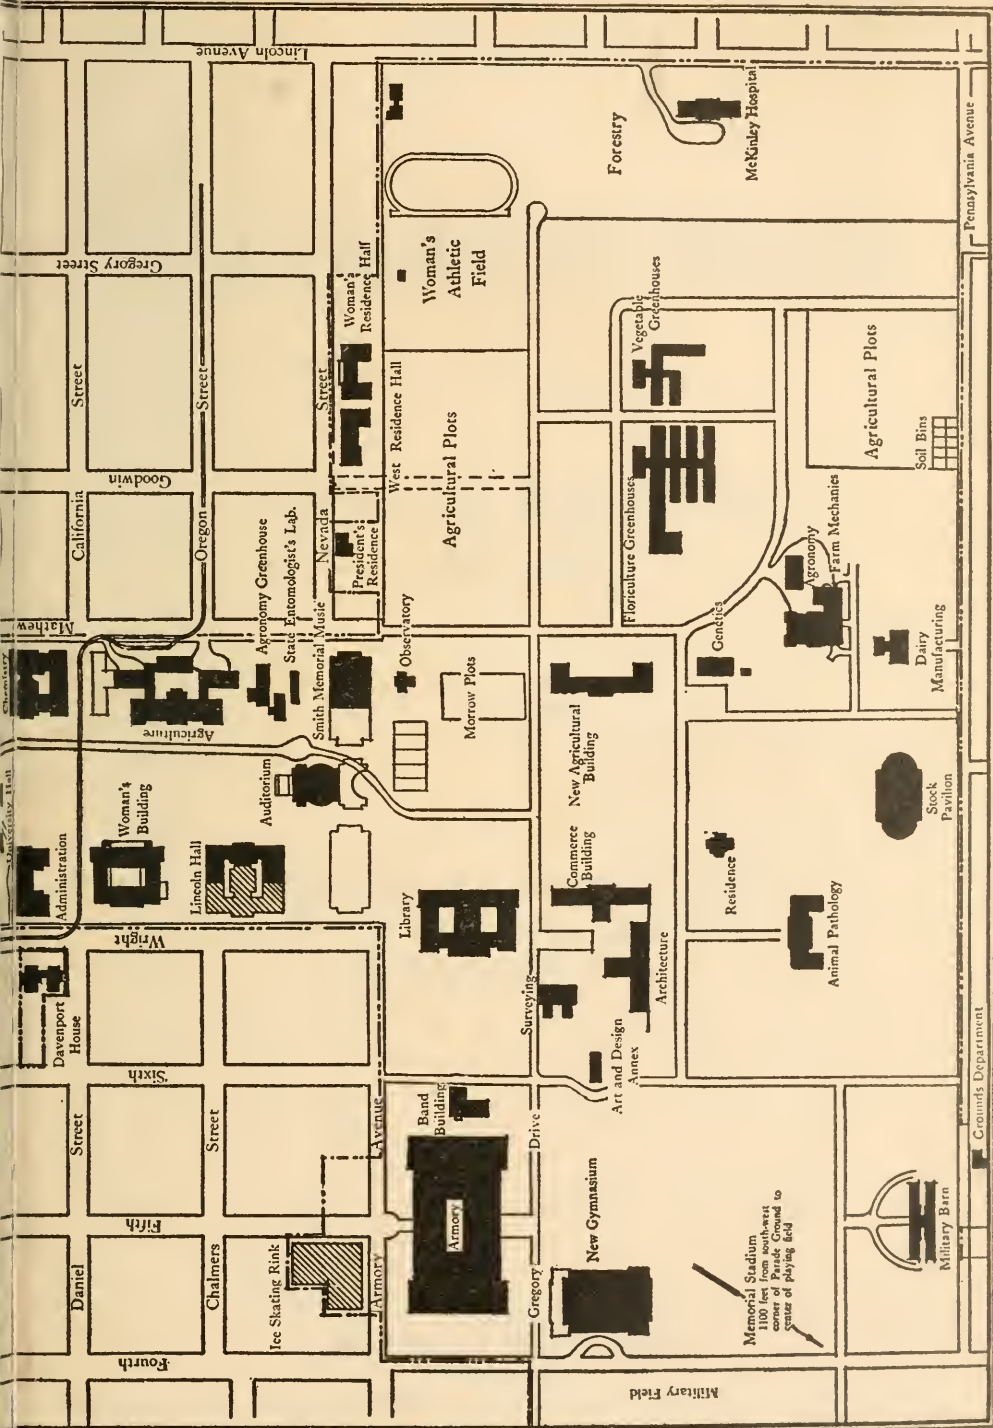 Lincoln Avenue
Gregory Street
Goodwin
Mathew
Wright
Sixth
Fifth
Fourth
Street
California
Street
Oregon
Street
Nevada
Street
Daniel
Street
Chalmers
Avenue
Armory
Drive
Gregory
Pennsylvania Avenue
McKinley Hospital
Forestry
Woman's
Athletic
Field
Woman's
Residence Hall
West Residence Hall
Agricultural Plots
President's
Residence
Vegetable
Greenhouses
Floriculture Greenhouses
Agricultural Plots
Soil Bins
Farm Mechanics
Agronomy
Genetics
Dairy
Manufacturing
Agronomy Greenhouse
State Entomologist's Lab.
Smith Memorial Music
Observatory
Morrow Plots
Chemistry
Agriculture
University Hall
Auditorium
Woman's
Building
Administration
Lincoln Hall
New Agricultural
Building
Commerce
Building
Library
Residence
Stock
Pavilion
Animal Pathology
Architecture
Surveying
Art and Design
Annex
Davenport
House
Band
Building
Armory
Ice Skating Rink
New Gymnasium
Memorial Stadium
1100 feet from south-west
corner of Parade Ground to
center of playing field
Military Barn
Grounds Department
Military Field